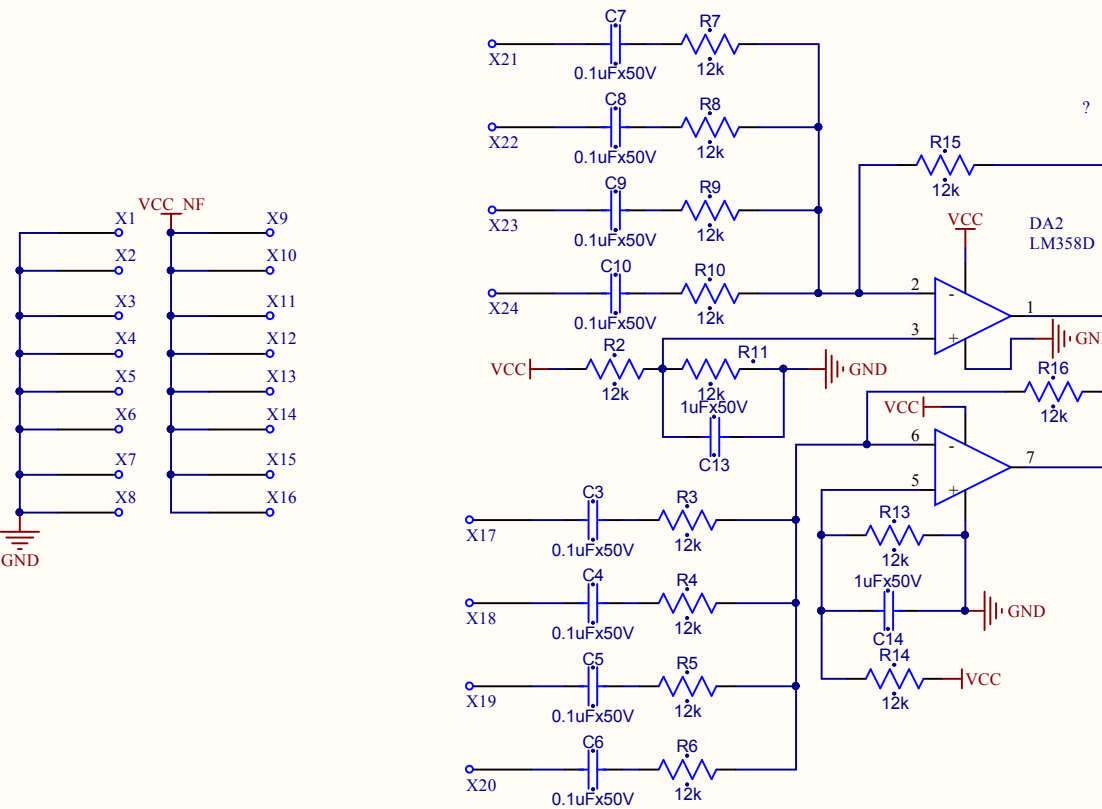 X1
X2
X3
X4
X5
X6
X7
X8
GND
VCC_NF
X9
X10
X11
X12
X13
X14
X15
X16
C7
R7
X21
0.1uFx50V
12k
C8
R8
X22
0.1uFx50V
12k
C9
R9
X23
0.1uFx50V
12k
C10
R10
X24
0.1uFx50V
12k
?
R15
12k
VCC
DA2
LM358D
2
-
3
+
1
GND
VCC
R2
12k
R11
12k
1uFx50V
C13
GND
R16
12k
VCC
6
-
5
+
7
C3
R3
X17
0.1uFx50V
12k
C4
R4
X18
0.1uFx50V
12k
C5
R5
X19
0.1uFx50V
12k
C6
R6
X20
0.1uFx50V
12k
R13
12k
1uFx50V
C14
GND
R14
12k
VCC